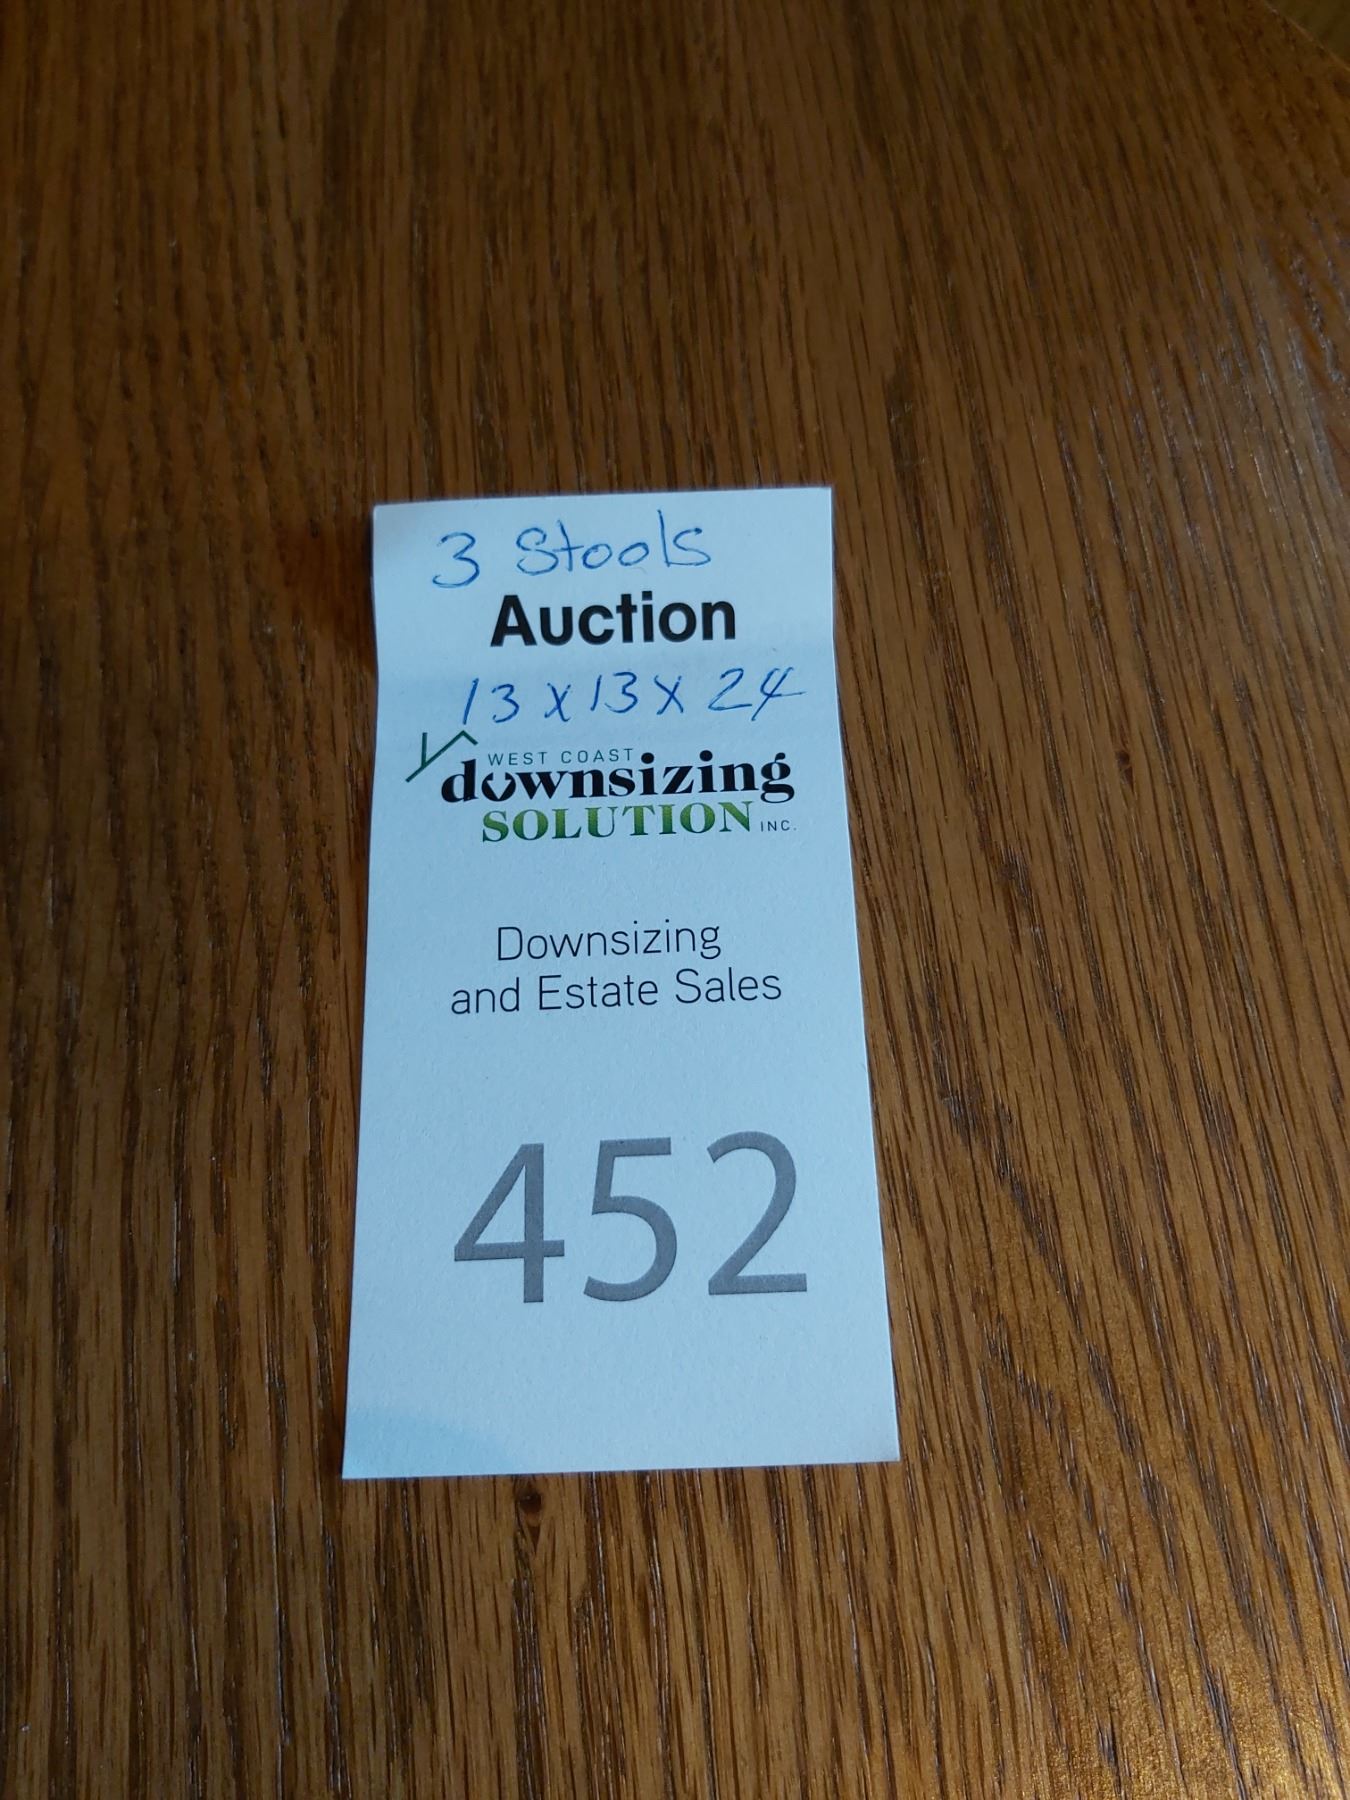 3 Stools
Auction
13 x 13 x 24
WEST COAST
downsizing
SOLUTION INC.
Downsizing
and Estate Sales
452